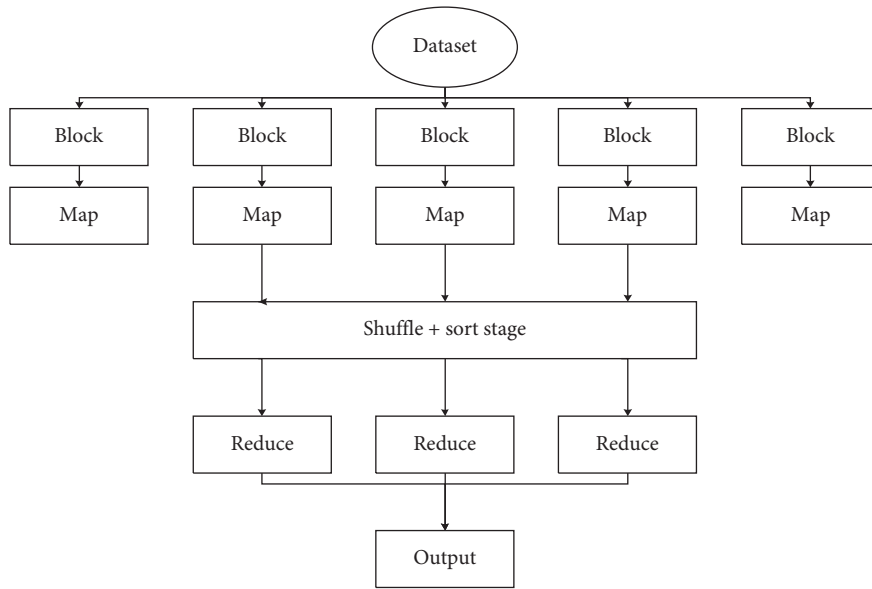 Dataset
Block
Block
Block
Block
Block
Map
Map
Map
Map
Map
Shuffle + sort stage
Reduce
Reduce
Reduce
Output